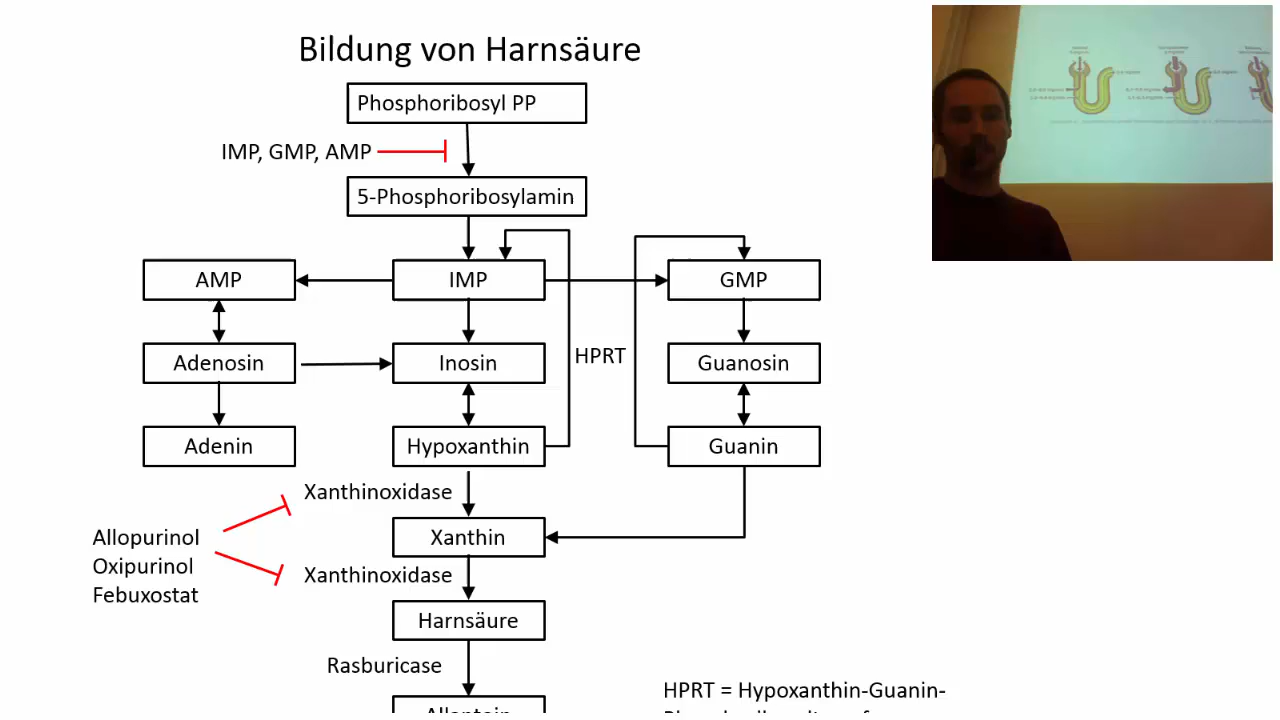 Bildung von Harnsäure
Phosphoribosyl PP
IMP, GMP, AMP
5-Phosphoribosylamin
AMP
IMP
GMP
HPRT
Adenosin
Inosin
Guanosin
Adenin
Hypoxanthin
Guanin
Xanthinoxidase
Allopurinol
Oxipurinol
Febuxostat
Xanthin
Xanthinoxidase
Harnsäure
Rasburicase
HPRT = Hypoxanthin-Guanin-